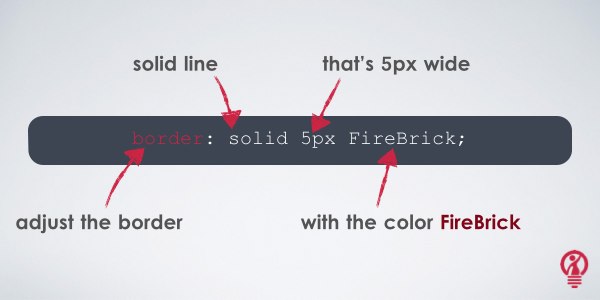 solid line
that's 5px wide
border: solid 5px FireBrick;
adjust the border
with the color FireBrick